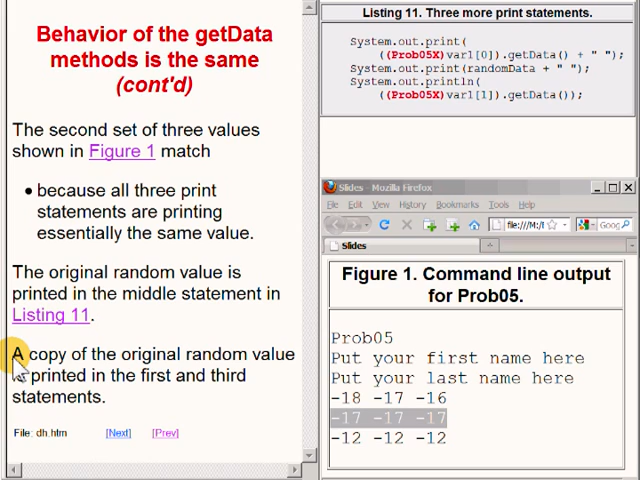 Behavior of the getData
methods is the same
(cont'd)
The second set of three values
shown in Figure 1 match
• because all three print
statements are printing
essentially the same value.
The original random value is
printed in the middle statement in
Listing 11.
A copy of the original random value
printed in the first and third
statements.
File: dh.htm [Next] [Prev]
Listing 11. Three more print statements.
System.out.print(
((Prob05X)var1[0]).getData() + " ");
System.out.print(randomData + " ");
System.out.println(
((Prob05X)var1[1]).getData());
Slides - Mozilla Firefox
File Edit View History Bookmarks Tools Help
file:///M:/
Goog
Slides
Figure 1. Command line output
for Prob05.
Prob05
Put your first name here
Put your last name here
-18 -17 -16
-17 -17 -17
-12 -12 -12